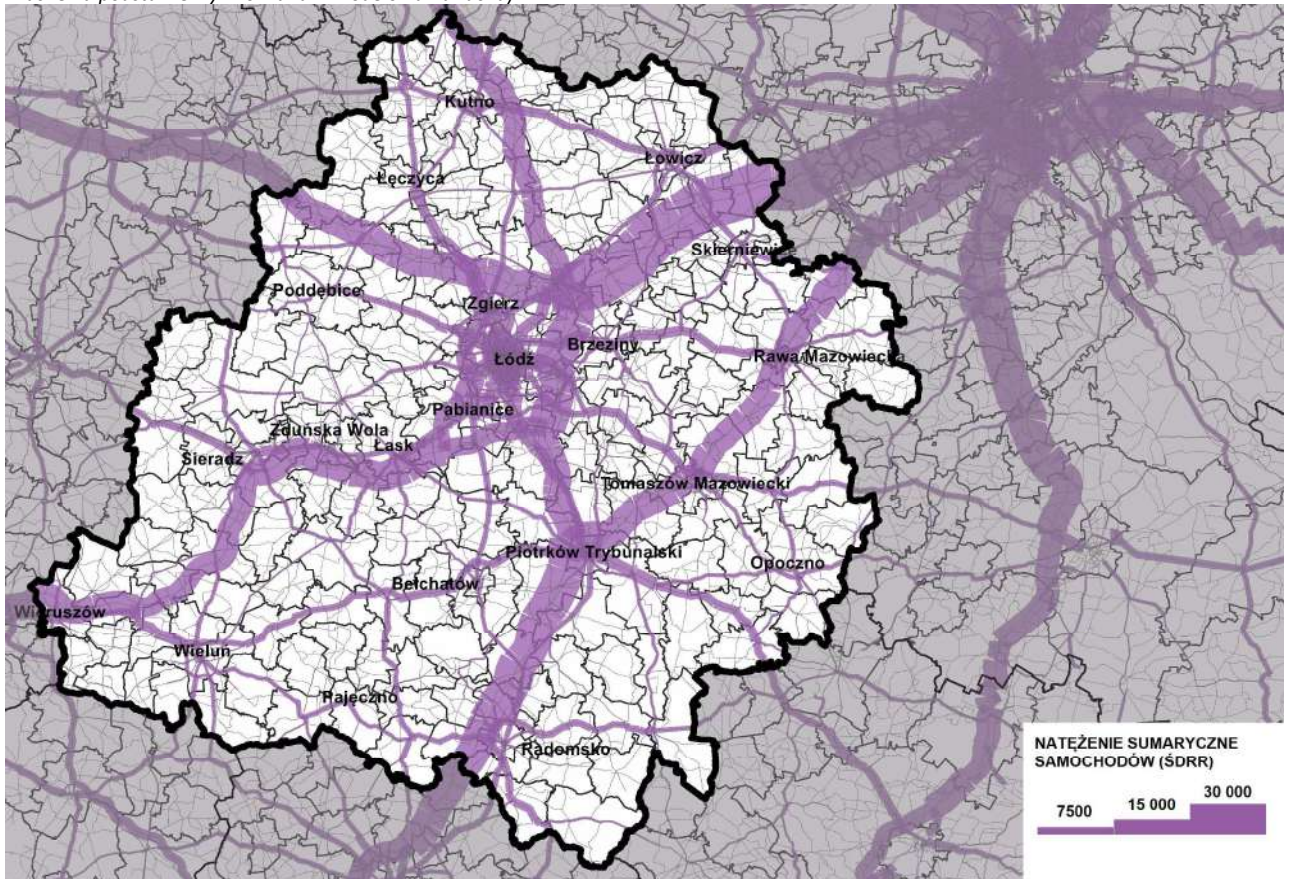 Kutno
Łowicz
Łęczyca
Skierniewi
Poddębice
Zgierz
Brzeziny
Łódź
Rawa Mazowiecka
Pabianice
Zduńska Wola
Łask
Sieradz
Tomaszów Mazowiecki
Piotrków Trybunalski
Opoczno
Bełchatów
Wieruszów
Wieluń
Pajęczno
Radomsko
NATĘŻENIE SUMARYCZNE
SAMOCHODÓW (ŚDRR)
7500 15 000 30 000